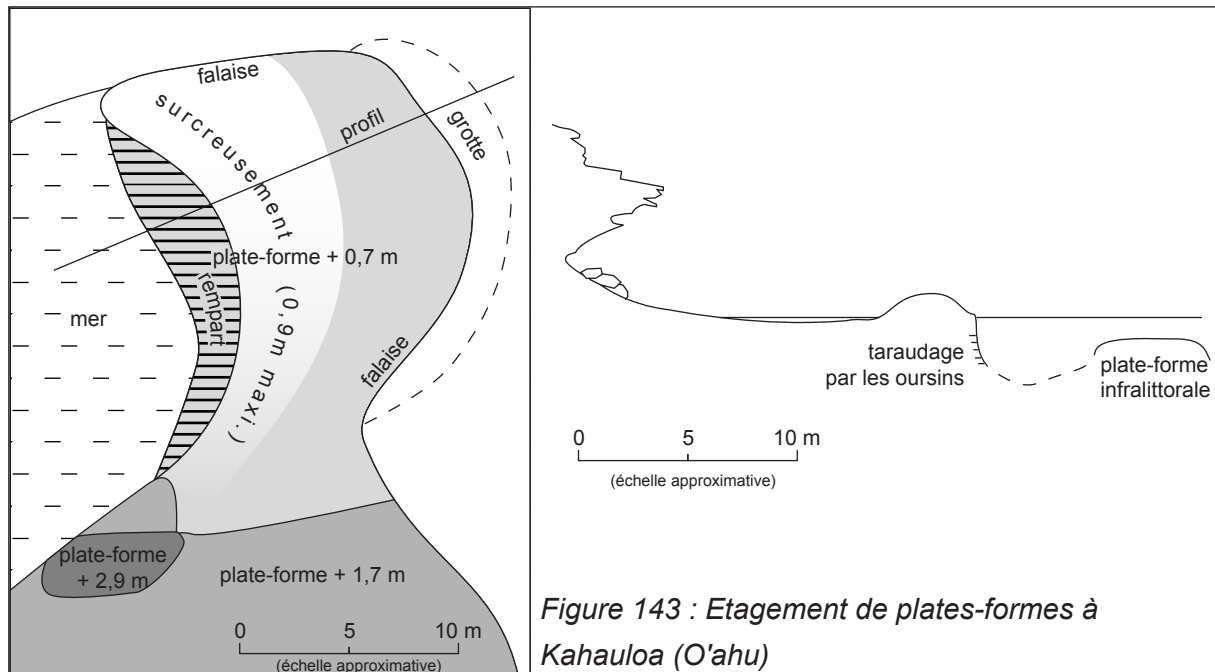 falaise
surcreusement
(0,9m maxi.)
profil
grotte
plate-forme + 0,7 m
rempart
mer
falaise
plate-forme
+ 2,9 m
plate-forme + 1,7 m
0 5 10 m
(échelle approximative)
taraudage
par les oursins
plate-forme
infralittorale
0 5 10 m
(échelle approximative)
Figure 143 : Etagement de plates-formes à
Kahauloa (O'ahu)